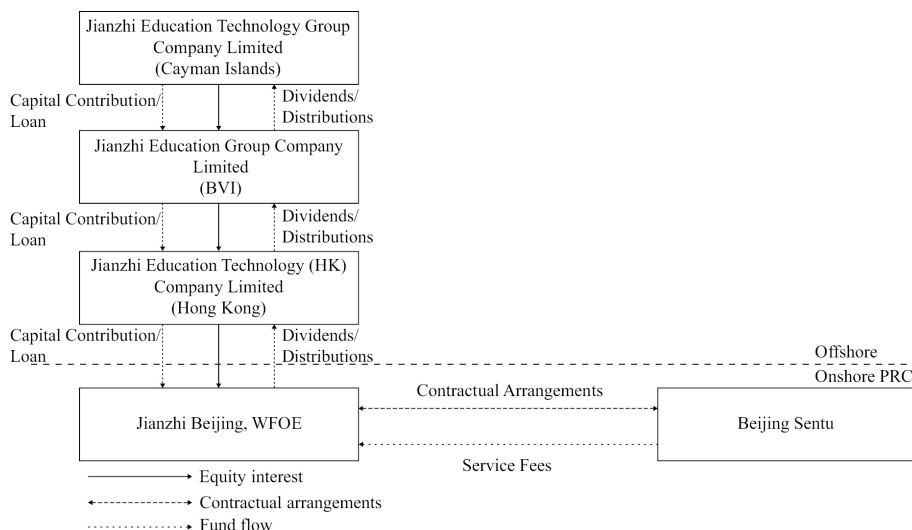 Jianzhi Education Technology Group
Company Limited
(Cayman Islands)
Capital Contribution/
Loan
Dividends/
Distributions
Jianzhi Education Group Company
Limited
(BVI)
Capital Contribution/
Loan
Dividends/
Distributions
Jianzhi Education Technology (HK)
Company Limited
(Hong Kong)
Capital Contribution/
Loan
Dividends/
Distributions
Offshore
Onshore PRC
Jianzhi Beijing, WFOE
Contractual Arrangements
Service Fees
Beijing Sentu
Equity interest
Contractual arrangements
Fund flow